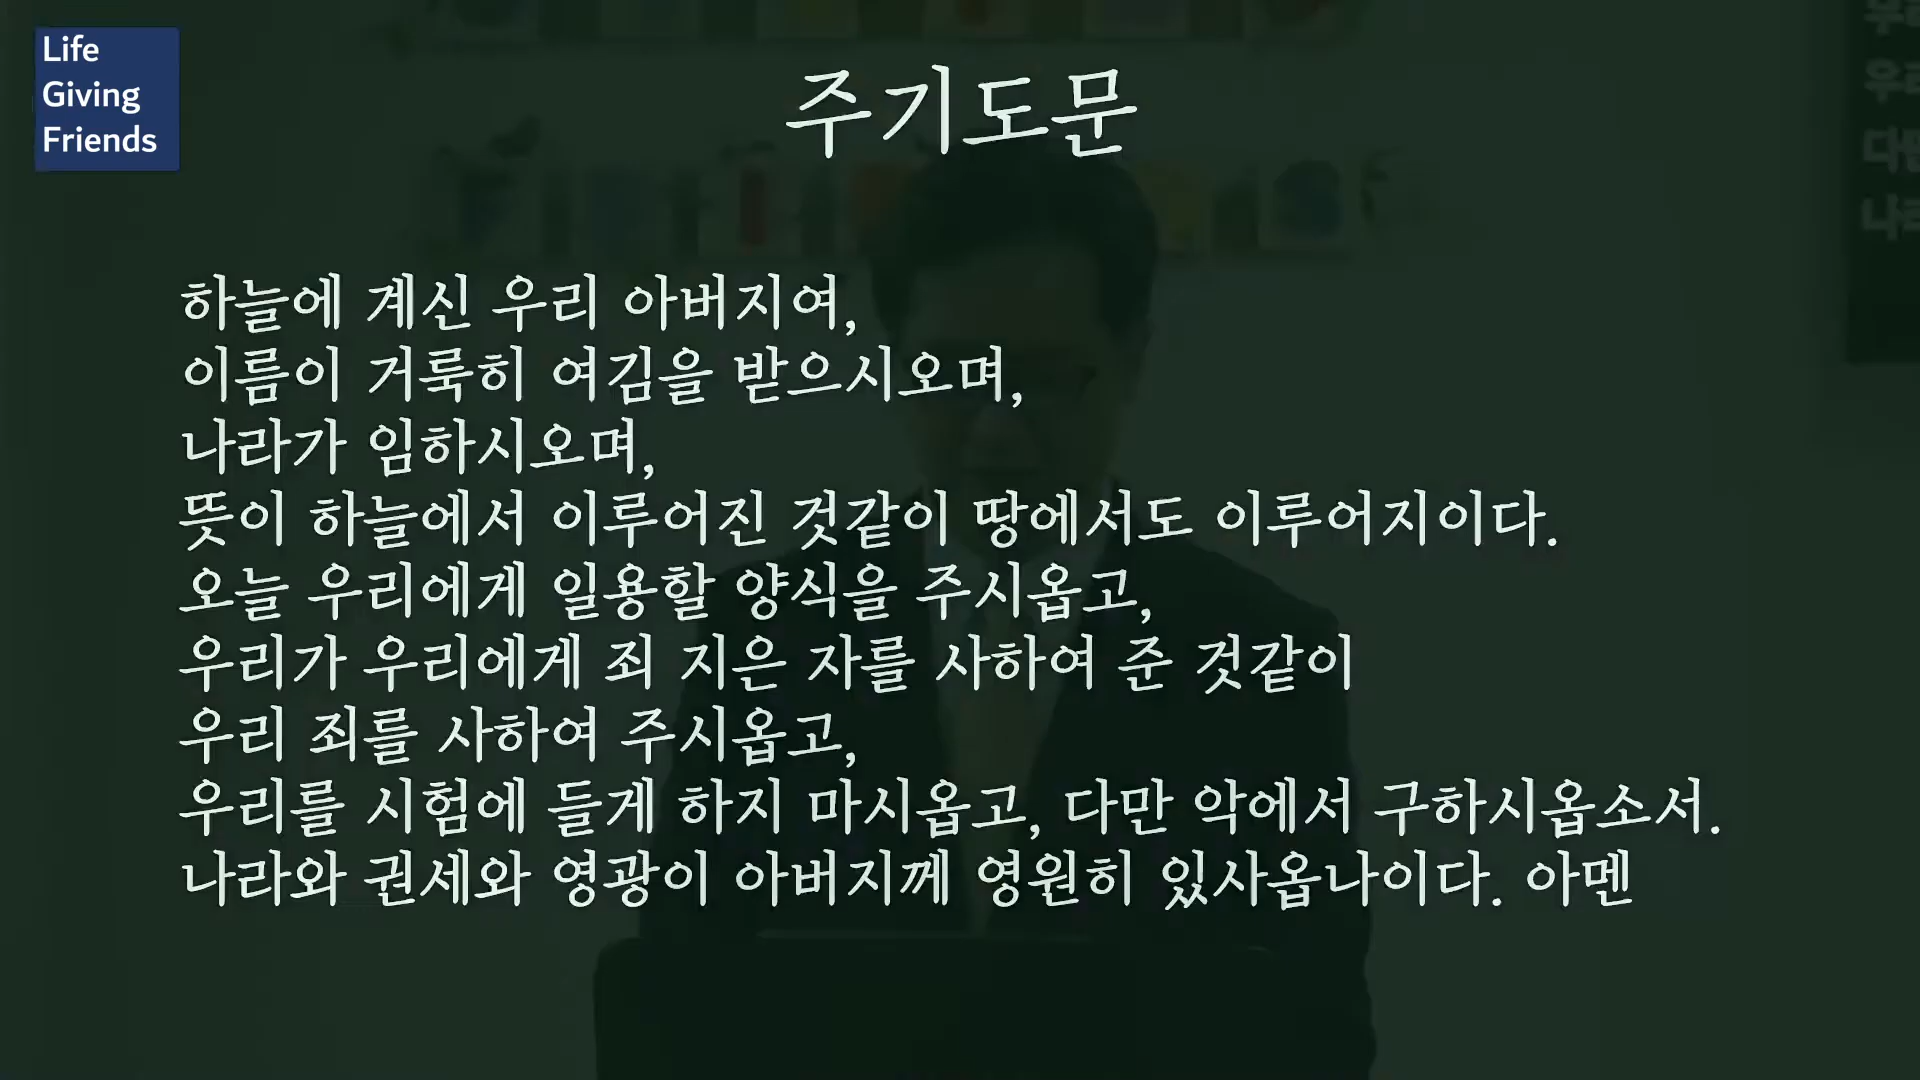 Life
Giving
Friends
주기도문
하늘에 계신 우리 아버지여,
이름이 거룩히 여김을 받으시오며,
나라가 임하시오며,
뜻이 하늘에서 이루어진 것같이 땅에서도 이루어지이다.
오늘 우리에게 일용할 양식을 주시옵고,
우리가 우리에게 죄 지은 자를 사하여 준 것같이
우리 죄를 사하여 주시옵고,
우리를 시험에 들게 하지 마시옵고, 다만 악에서 구하시옵소서.
나라와 권세와 영광이 아버지께 영원히 있사옵나이다. 아멘